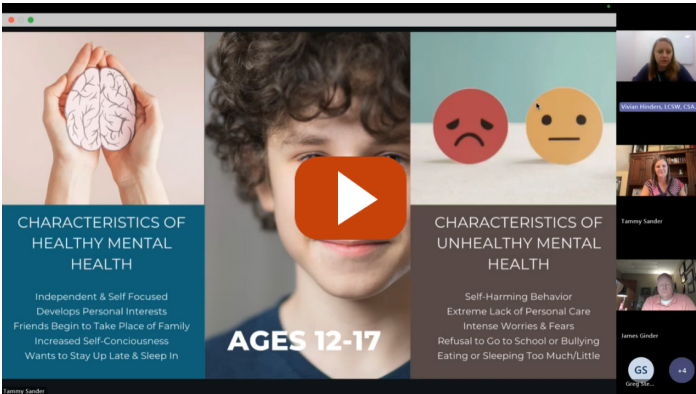 CHARACTERISTICS OF
HEALTHY MENTAL
HEALTH
Independent & Self Focused
Develops Personal Interests
Friends Begin to Take Place of Family
Increased Self-Conciousness
Wants to Stay Up Late & Sleep In
AGES 12-17
CHARACTERISTICS OF
UNHEALTHY MENTAL
HEALTH
Self-Harming Behavior
Extreme Lack of Personal Care
Intense Worries & Fears
Refusal to Go to School or Bullying
Eating or Sleeping Too Much/Little
Vivian Hinders, LCSW, CSA
Tammy Sander
James Ginder
GS
+4
Greg Ste...
Tammy Sander